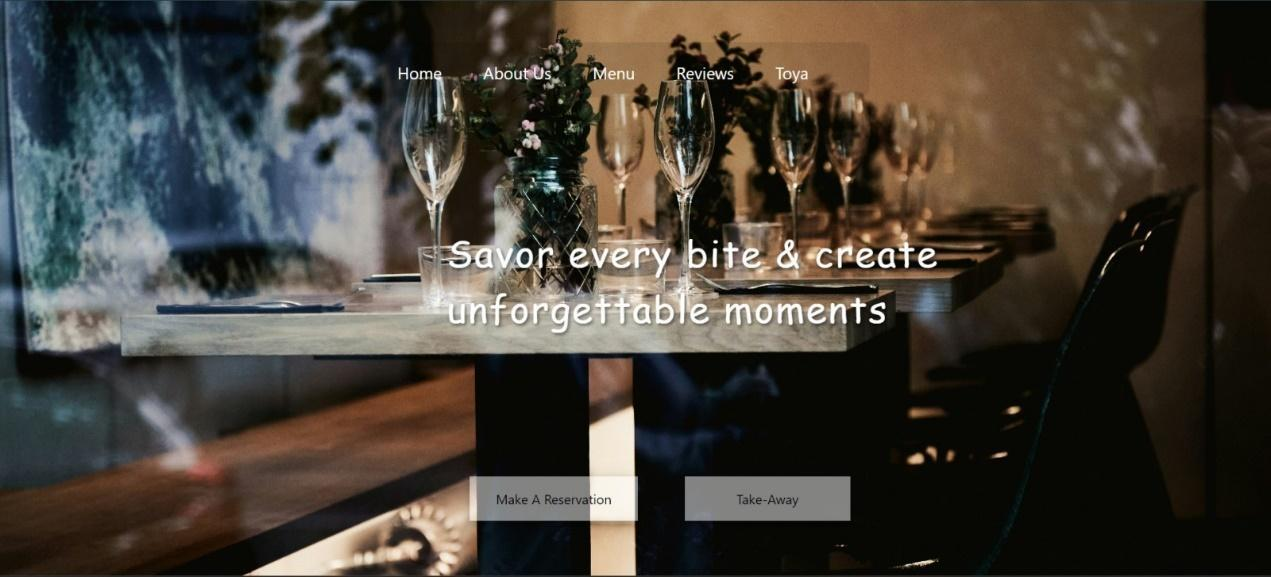 Home About Us Menu Reviews Toya
Savor every bite & create
unforgettable moments
Make A Reservation Take-Away